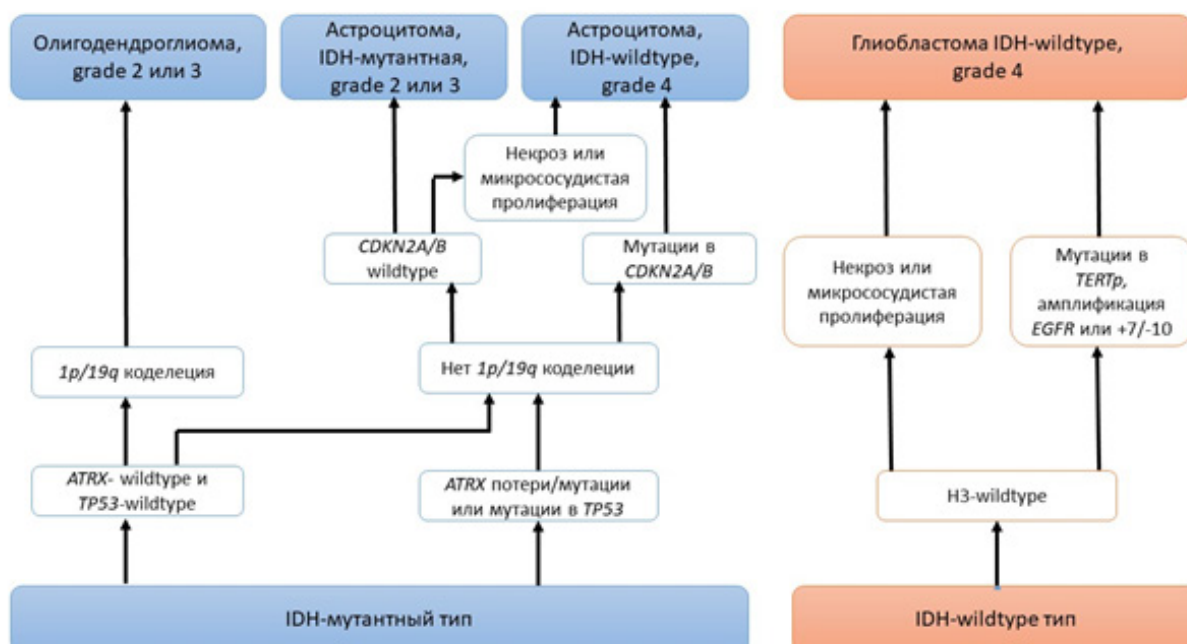 Олигодендроглиома,
grade 2 или 3
Астроцитома,
IDH-мутантная,
grade 2 или 3
Астроцитома,
IDH-wildtype,
grade 4
Глиобластома IDH-wildtype,
grade 4
Некроз или
микрососудистая
пролиферация
CDKN2A/B
wildtype
Мутации в
CDKN2A/B
Некроз или
микрососудистая
пролиферация
Мутации в
TERTp,
амплификация
EGFR или +7/-10
1p/19q коделеция
Нет 1p/19q коделеции
ATRX- wildtype и
TP53-wildtype
ATRX потери/мутации
или мутации в TP53
H3-wildtype
IDH-мутантный тип
IDH-wildtype тип